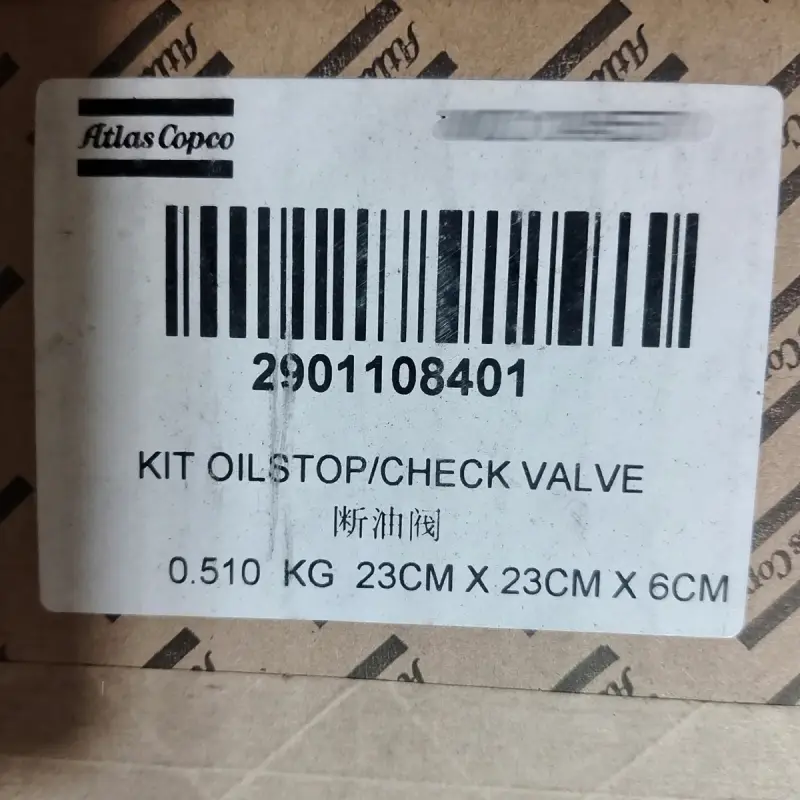 Atlas Copco
2901108401
KIT OILSTOP/CHECK VALVE
断油阀
0.510 KG 23CM X 23CM X 6CM